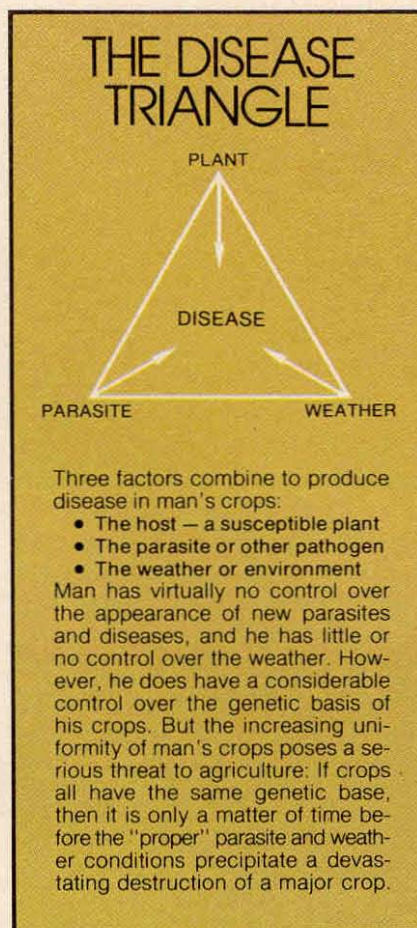 THE DISEASE
TRIANGLE
PLANT
DISEASE
PARASITE WEATHER
Three factors combine to produce
disease in man's crops:
• The host — a susceptible plant
• The parasite or other pathogen
• The weather or environment
Man has virtually no control over
the appearance of new parasites
and diseases, and he has little or
no control over the weather. How-
ever, he does have a considerable
control over the genetic basis of
his crops. But the increasing uni-
formity of man's crops poses a se-
rious threat to agriculture: If crops
all have the same genetic base,
then it is only a matter of time be-
fore the "proper" parasite and weath-
er conditions precipitate a devas-
tating destruction of a major crop.